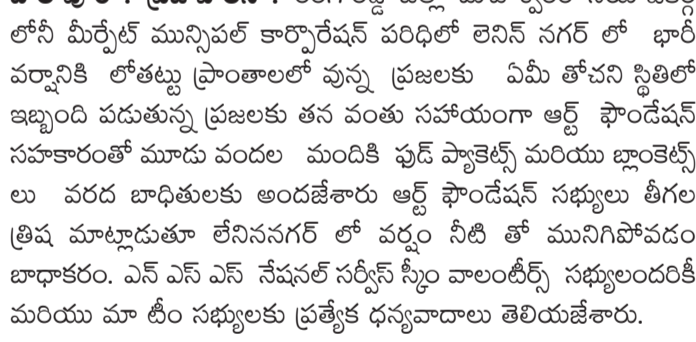 లోనీ మీర్పేట్ మున్సిపల్ కార్పొరేషన్ పరిధిలో లెనిన్ నగర్ లో భారీ
వర్షానికి లోతట్టు ప్రాంతాలలో వున్న ప్రజలకు ఏమీ తోచని స్థితిలో
ఇబ్బంది పడుతున్న ప్రజలకు తన వంతు సహాయంగా ఆర్ట్ ఫౌండేషన్
సహకారంతో మూడు వందల మందికి ఫుడ్ ప్యాకెట్స్ మరియు బ్లాంకెట్స్
లు వరద బాధితులకు అందజేశారు ఆర్ట్ ఫౌండేషన్ సభ్యులు తీగల
త్రిష మాట్లాడుతూ లేనిననగర్ లో వర్షం నీటి తో మునిగిపోవడం
బాధాకరం. ఎన్ ఎస్ ఎస్ నేషనల్ సర్వీస్ స్కీం వాలంటీర్స్ సభ్యులందరికీ
మరియు మా టీం సభ్యులకు ప్రత్యేక ధన్యవాదాలు తెలియజేశారు.